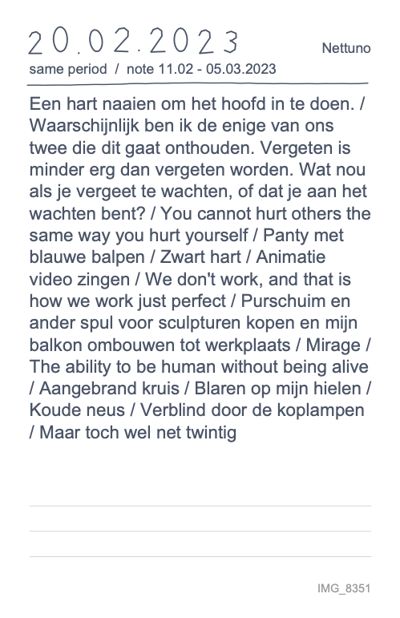 20.02.2023
Nettuno
same period / note 11.02 - 05.03.2023
Een hart naaien om het hoofd in te doen. /
Waarschijnlijk ben ik de enige van ons
twee die dit gaat onthouden. Vergeten is
minder erg dan vergeten worden. Wat nou
als je vergeet te wachten, of dat je aan het
wachten bent? / You cannot hurt others the
same way you hurt yourself / Panty met
blauwe balpen / Zwart hart / Animatie
video zingen / We don't work, and that is
how we work just perfect / Purschuim en
ander spul voor sculpturen kopen en mijn
balkon ombouwen tot werkplaats / Mirage /
The ability to be human without being alive
/ Aangebrand kruis / Blaren op mijn hielen /
Koude neus / Verblind door de koplampen
/ Maar toch wel net twintig
IMG_8351